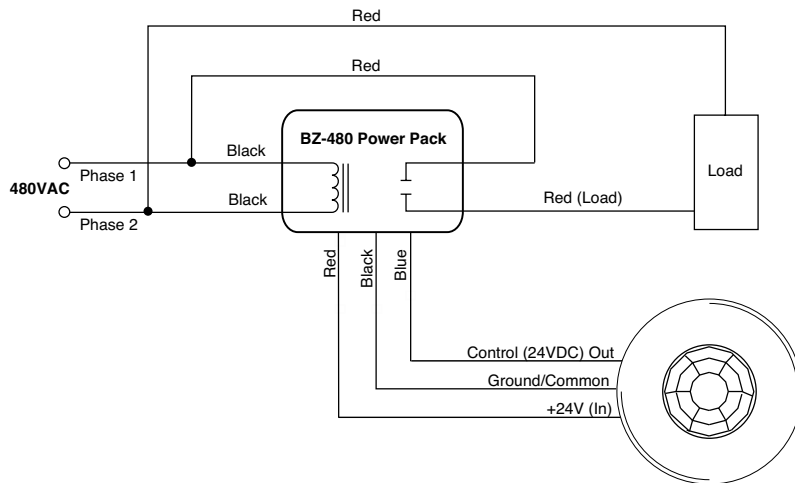 Red
Red
BZ-480 Power Pack
Black
Phase 1
480VAC
Load
Black
Red (Load)
Phase 2
Red
Black
Blue
Control (24VDC) Out
Ground/Common
+24V (In)